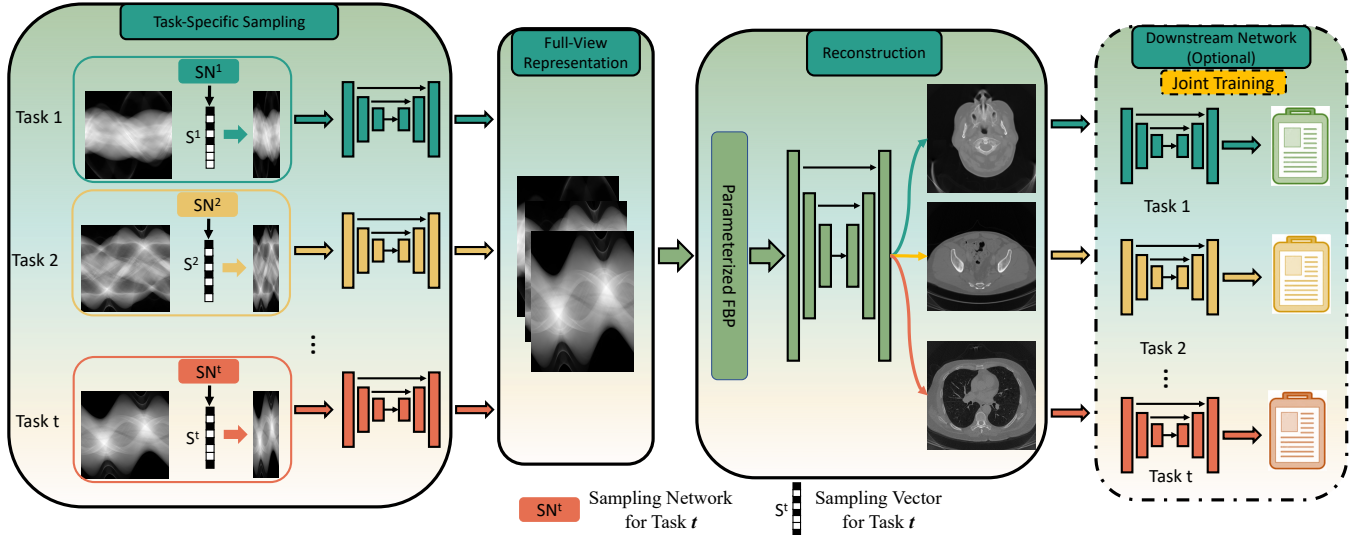 Task-Specific Sampling
Task 1
SN¹
S¹
Task 2
SN²
S²
...
Task t
SNᵗ
Sᵗ
Full-View
Representation
Reconstruction
Parameterized FBP
Downstream Network
(Optional)
Joint Training
Task 1
Task 2
...
Task t
SNᵗ
Sampling Network
for Task t
Sᵗ
Sampling Vector
for Task t